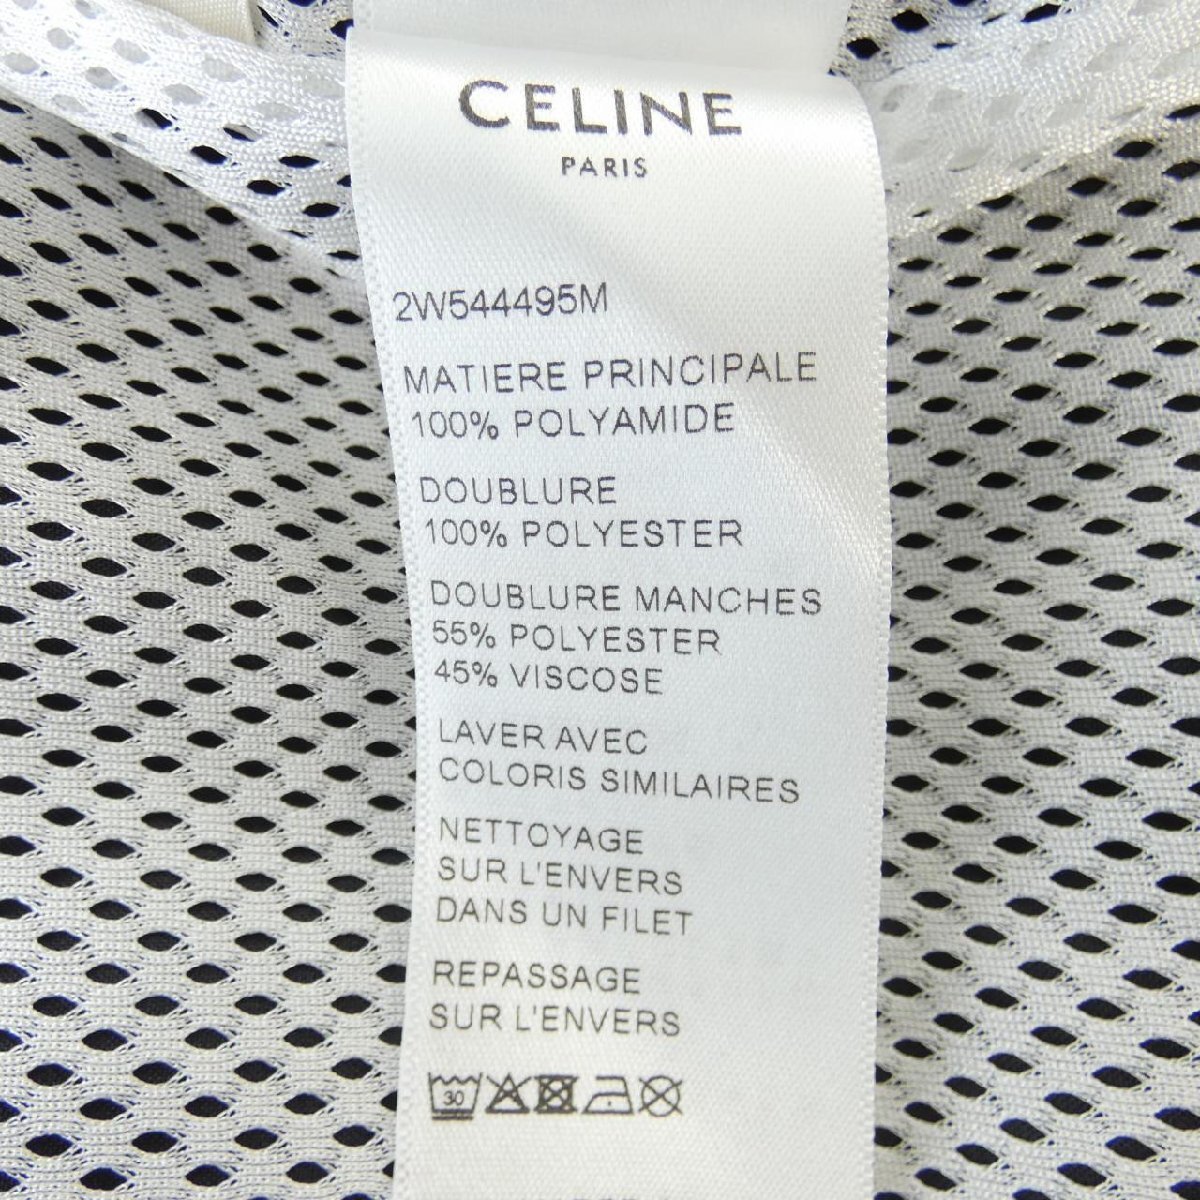 CELINE
PARIS
2W544495M
MATIERE PRINCIPALE
100% POLYAMIDE
DOUBLURE
100% POLYESTER
DOUBLURE MANCHES
55% POLYESTER
45% VISCOSE
LAVER AVEC
COLORIS SIMILAIRES
NETTOYAGE
SUR L'ENVERS
DANS UN FILET
REPASSAGE
SUR L'ENVERS
30